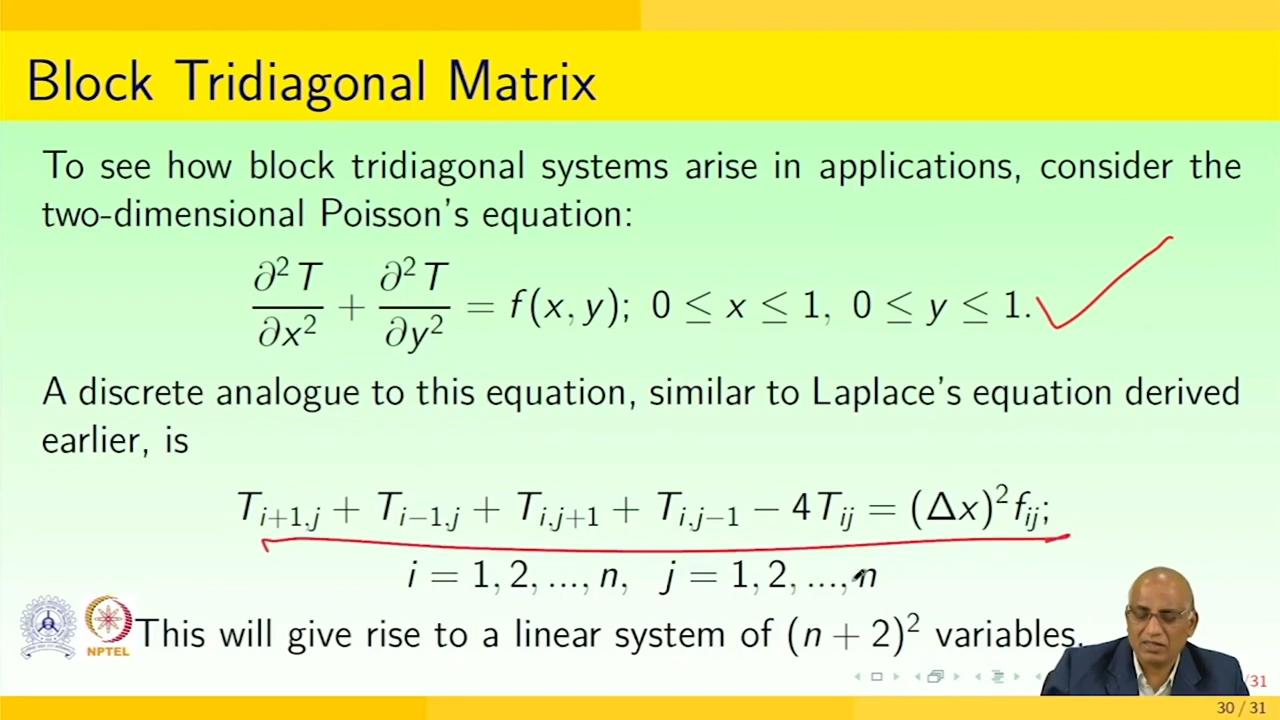 Block Tridiagonal Matrix
To see how block tridiagonal systems arise in applications, consider the
two-dimensional Poisson's equation:
∂²T/∂x² + ∂²T/∂y² = f(x, y); 0 ≤ x ≤ 1, 0 ≤ y ≤ 1.
A discrete analogue to this equation, similar to Laplace's equation derived
earlier, is
T_{i+1,j} + T_{i−1,j} + T_{i,j+1} + T_{i,j−1} − 4T_{ij} = (Δx)²f_{ij};
i = 1, 2, ..., n, j = 1, 2, ..., n
This will give rise to a linear system of (n + 2)² variables.
NPTEL
/31
30 / 31